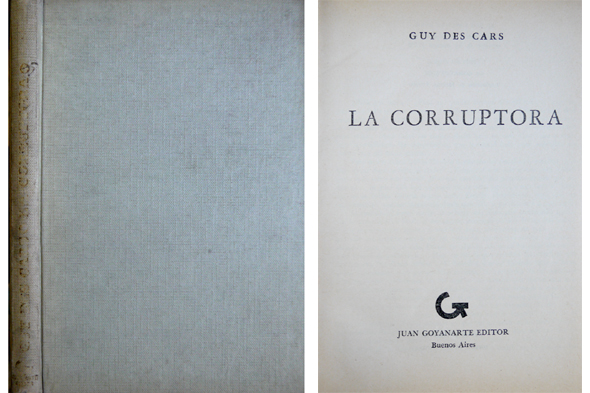 GUY DES CARS
LA CORRUPTORA
JUAN GOYANARTE EDITOR
Buenos Aires